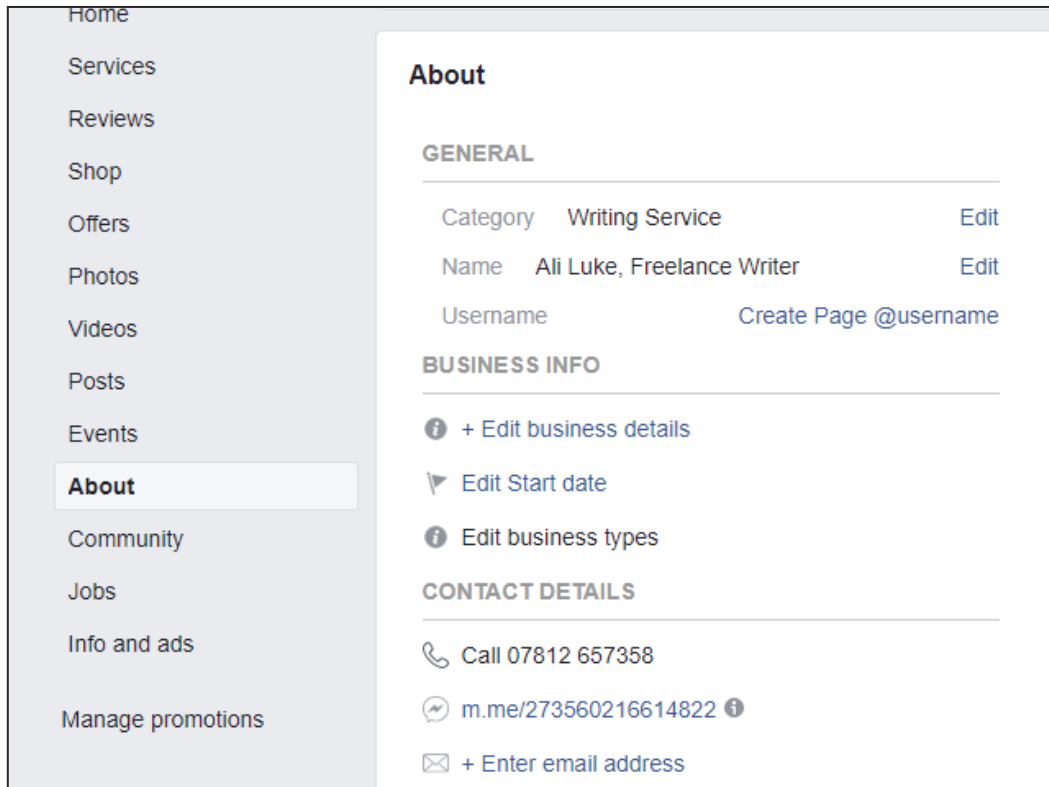 Home
Services
Reviews
Shop
Offers
Photos
Videos
Posts
Events
About
Community
Jobs
Info and ads
Manage promotions
About
GENERAL
Category Writing Service Edit
Name Ali Luke, Freelance Writer Edit
Username Create Page @username
BUSINESS INFO
+ Edit business details
Edit Start date
Edit business types
CONTACT DETAILS
Call 07812 657358
m.me/273560216614822
+ Enter email address